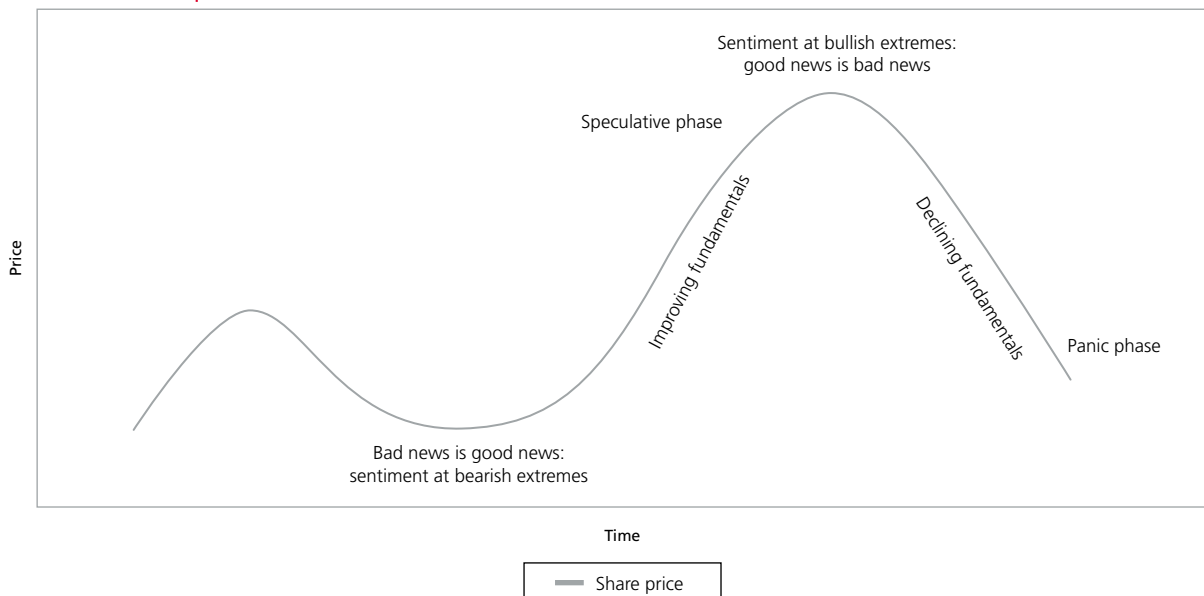 Sentiment at bullish extremes:
good news is bad news
Speculative phase
Improving fundamentals
Declining fundamentals
Panic phase
Price
Bad news is good news:
sentiment at bearish extremes
Time
Share price